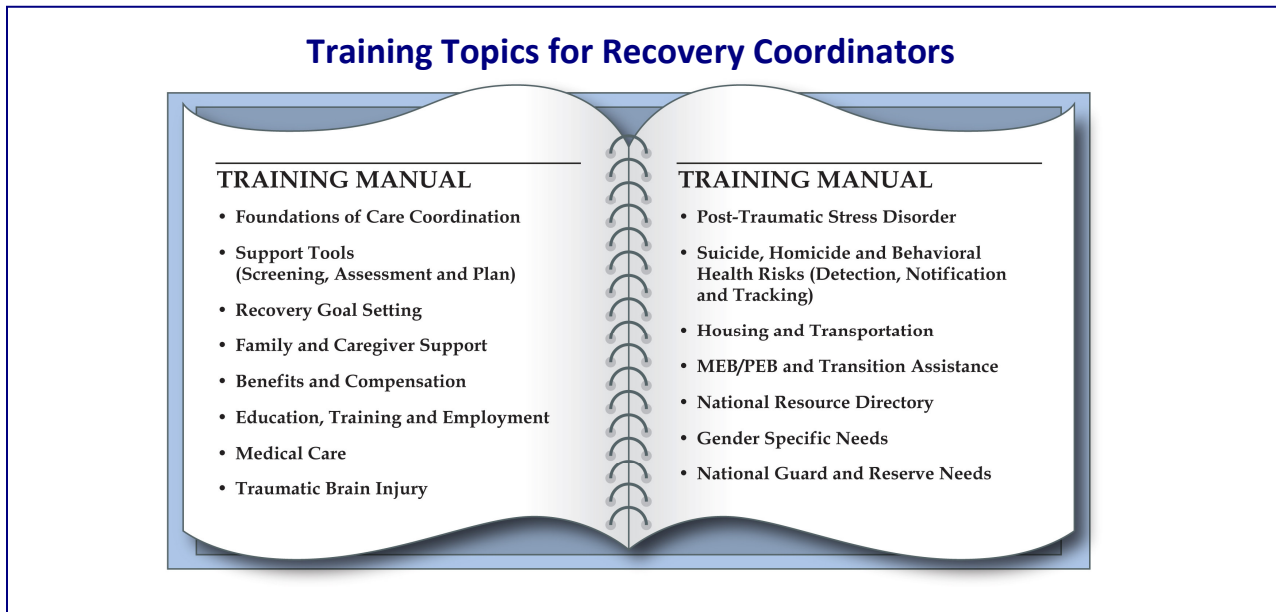 Training Topics for Recovery Coordinators
TRAINING MANUAL
• Foundations of Care Coordination
• Support Tools
(Screening, Assessment and Plan)
• Recovery Goal Setting
• Family and Caregiver Support
• Benefits and Compensation
• Education, Training and Employment
• Medical Care
• Traumatic Brain Injury
TRAINING MANUAL
• Post-Traumatic Stress Disorder
• Suicide, Homicide and Behavioral
Health Risks (Detection, Notification
and Tracking)
• Housing and Transportation
• MEB/PEB and Transition Assistance
• National Resource Directory
• Gender Specific Needs
• National Guard and Reserve Needs